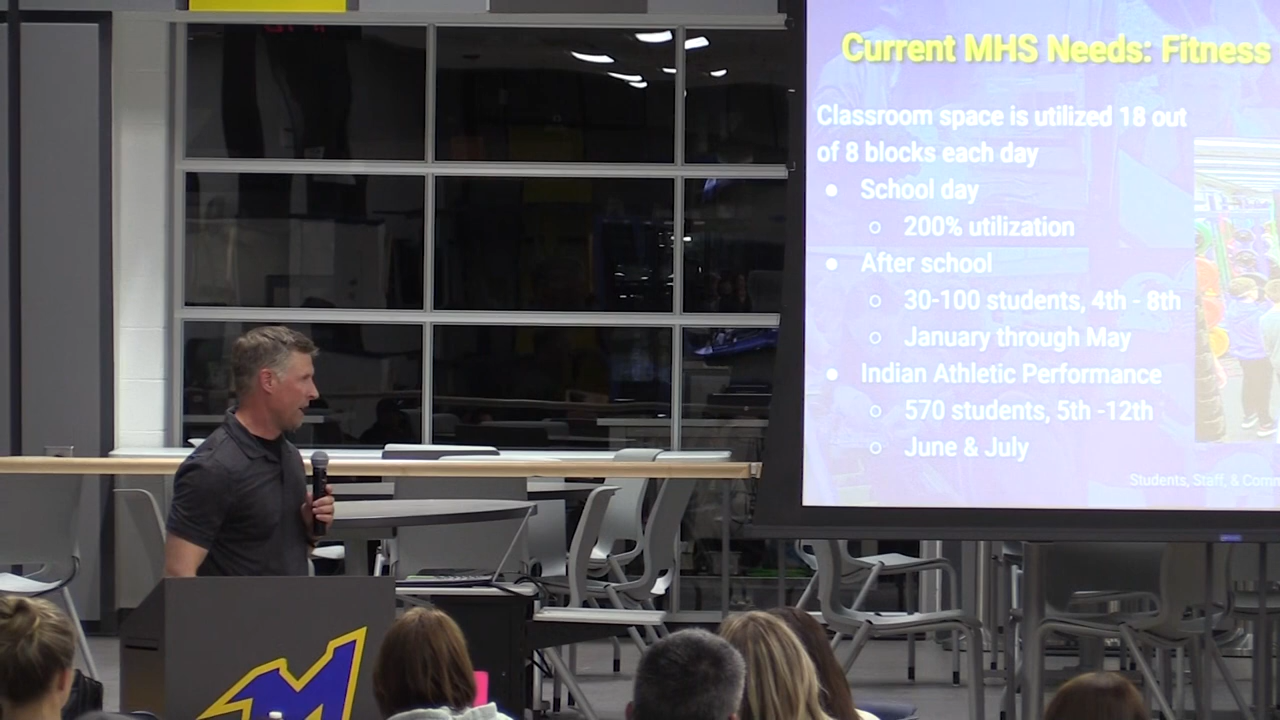 Current MHS Needs: Fitness
Classroom space is utilized 18 out
of 8 blocks each day
● School day
○ 200% utilization
● After school
○ 30-100 students, 4th - 8th
○ January through May
● Indian Athletic Performance
○ 570 students, 5th -12th
○ June & July
Students, Staff, &
M